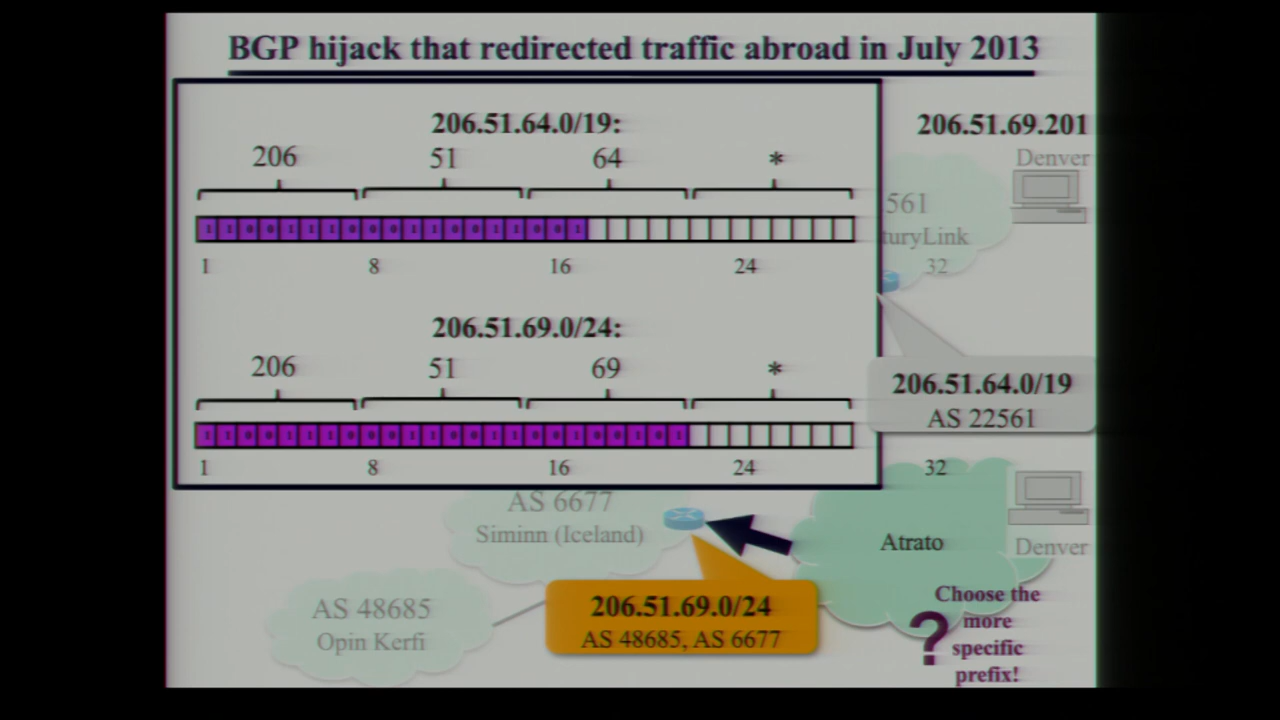 BGP hijack that redirected traffic abroad in July 2013
206.51.64.0/19:
206 51 64 *
1 8 16 24 32
206.51.69.0/24:
206 51 69 *
1 8 16 24 32
206.51.69.201
Denver
561
turyLink
206.51.64.0/19
AS 22561
AS 6677
Siminn (Iceland)
Atrato
Denver
206.51.69.0/24
AS 48685, AS 6677
AS 48685
Opin Kerfi
?
Choose the
more
specific
prefix!